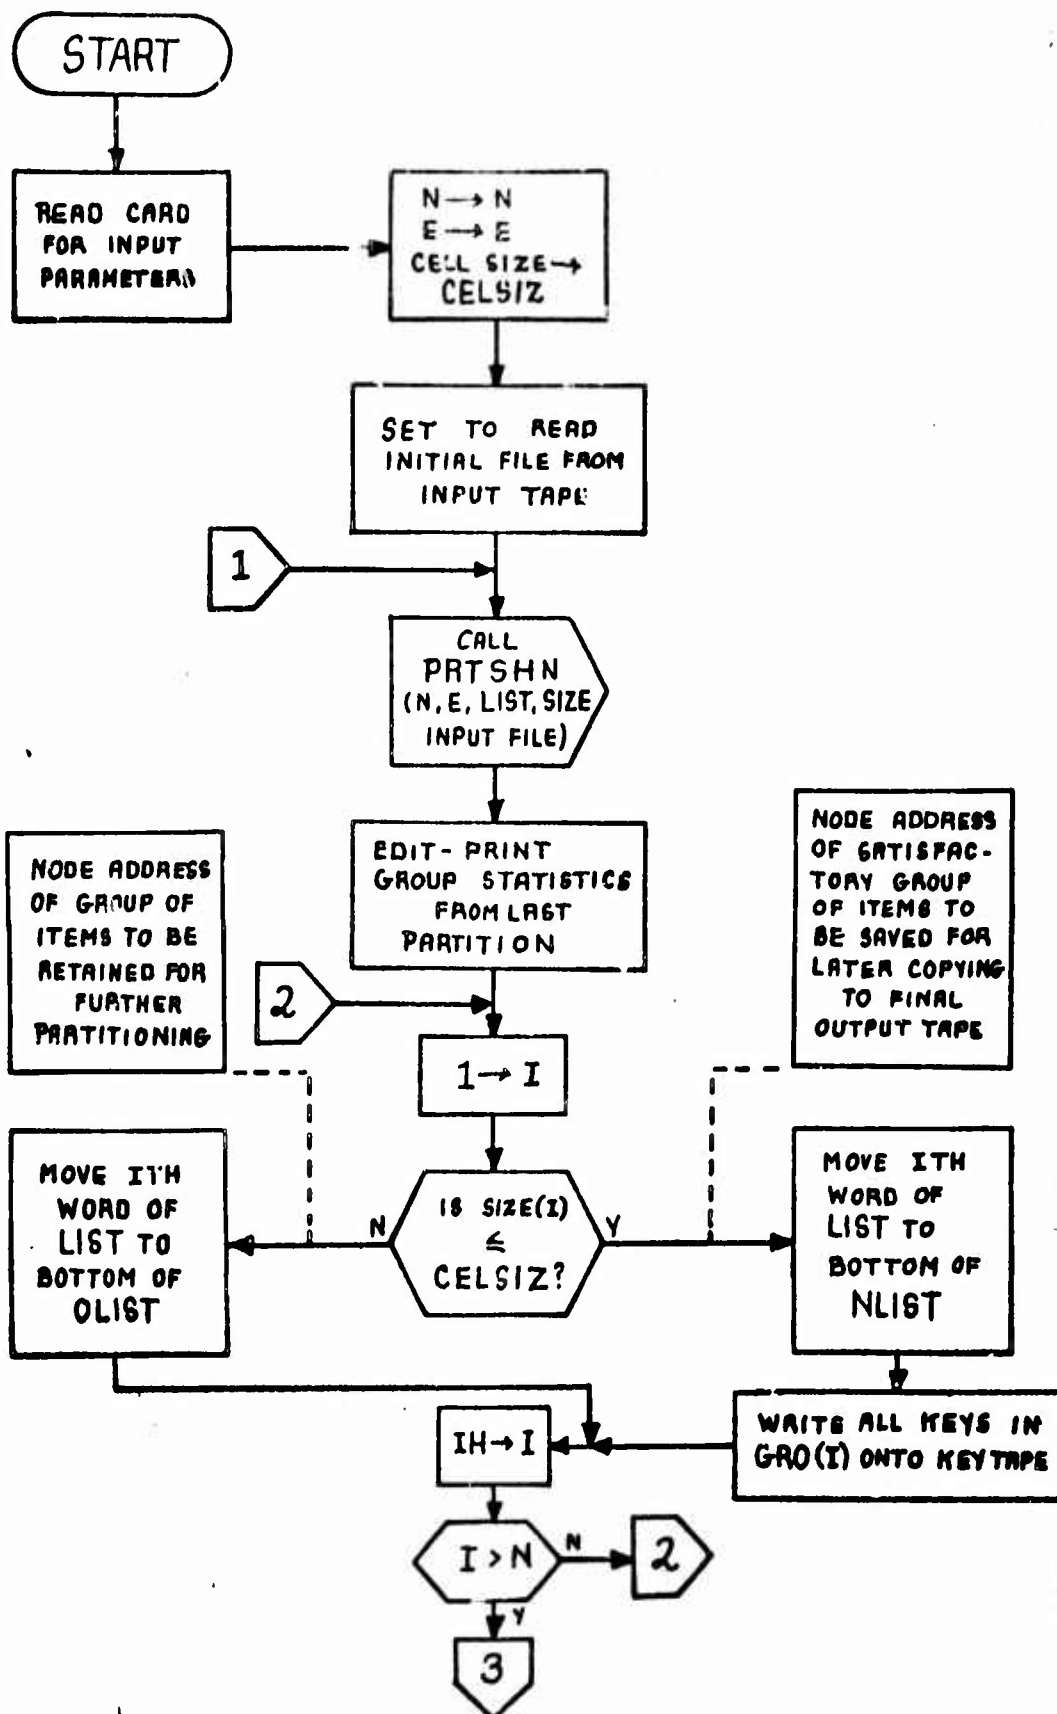 START
READ CARD
FOR INPUT
PARAMETERS
N → N
E → E
CELL SIZE →
CELSIZ
SET TO READ
INITIAL FILE FROM
INPUT TAPE
1
CALL
PRTSHN
(N, E, LIST, SIZE
INPUT FILE)
EDIT-PRINT
GROUP STATISTICS
FROM LAST
PARTITION
NODE ADDRESS
OF GROUP OF
ITEMS TO BE
RETAINED FOR
FURTHER
PARTITIONING
NODE ADDRESS
OF SATISFAC-
TORY GROUP
OF ITEMS TO
BE SAVED FOR
LATER COPYING
TO FINAL
OUTPUT TAPE
2
1 → I
MOVE ITH
WORD OF
LIST TO
BOTTOM OF
OLIST
N
IS SIZE(I)
≤
CELSIZ?
Y
MOVE ITH
WORD OF
LIST TO
BOTTOM OF
NLIST
WRITE ALL KEYS IN
GRO(I) ONTO KEYTAPE
IH → I
I > N
N
2
Y
3